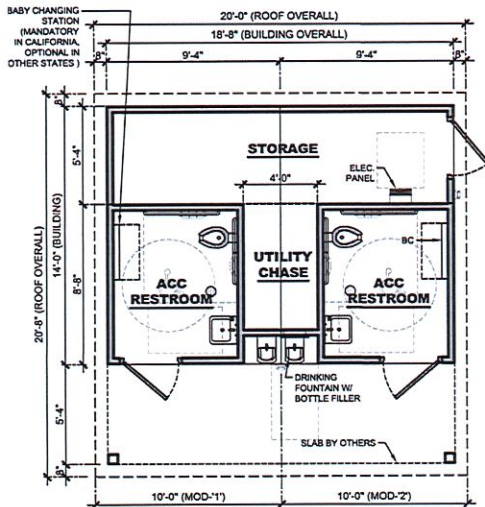 20'-0" (ROOF OVERALL)
18'-8" (BUILDING OVERALL)
BABY CHANGING
STATION
(MANDATORY
IN CALIFORNIA,
OPTIONAL IN
OTHER STATES )
8"
9'-4"
9'-4"
8"
20'-8" (ROOF OVERALL)
14'-0" (BUILDING)
8"
5'-4"
8'-8"
5'-4"
8"
STORAGE
4'-0"
ELEC.
PANEL
UTILITY
CHASE
BC
ACC
RESTROOM
ACC
RESTROOM
DRINKING
FOUNTAIN W/
BOTTLE FILLER
SLAB BY OTHERS
10'-0" (MOD-'1')
10'-0" (MOD-'2')